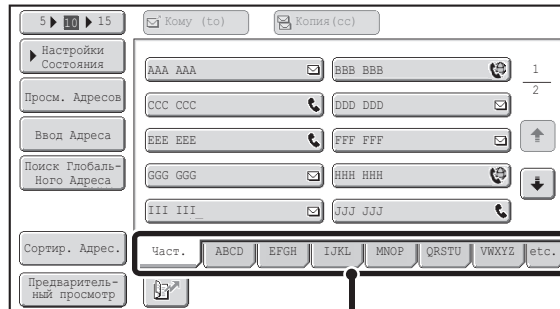 5 10 15
Кому (to)
Копия(cc)
Настройки
Состояния
AAA AAA
BBB BBB
1
2
Просм. Адресов
CCC CCC
DDD DDD
Ввод Адреса
EEE EEE
FFF FFF
Поиск Глобаль-
Ного Адреса
GGG GGG
HHH HHH
III III_
JJJ JJJ
Сортир. Адрес.
Част.
ABCD
EFGH
IJKL
MNOP
QRSTU
VWXYZ
etc.
Предваритель-
ный просмотр